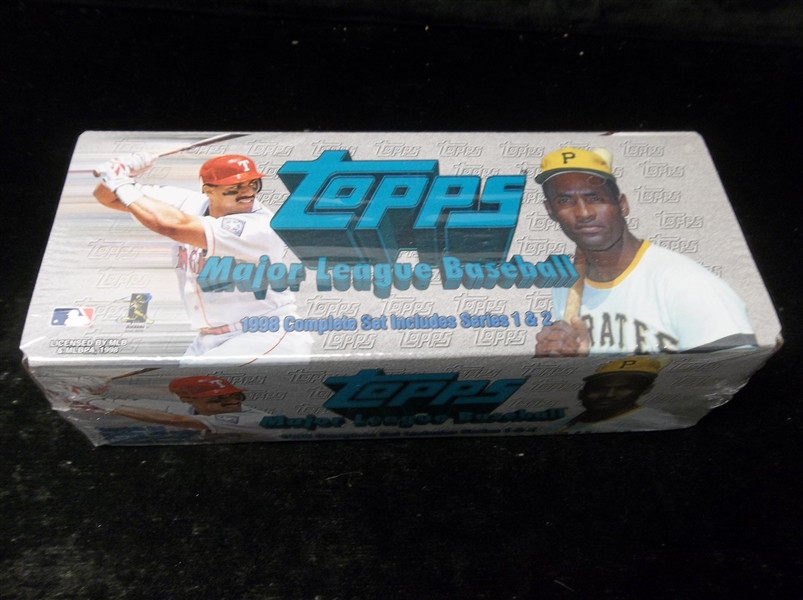 Topps
Major League Baseball
1998 Complete Set Includes Series 1 & 2
LICENSED BY MLB
& MLBPA, 1998
T
P
PIRATES
Topps
Major League Baseball
T
P